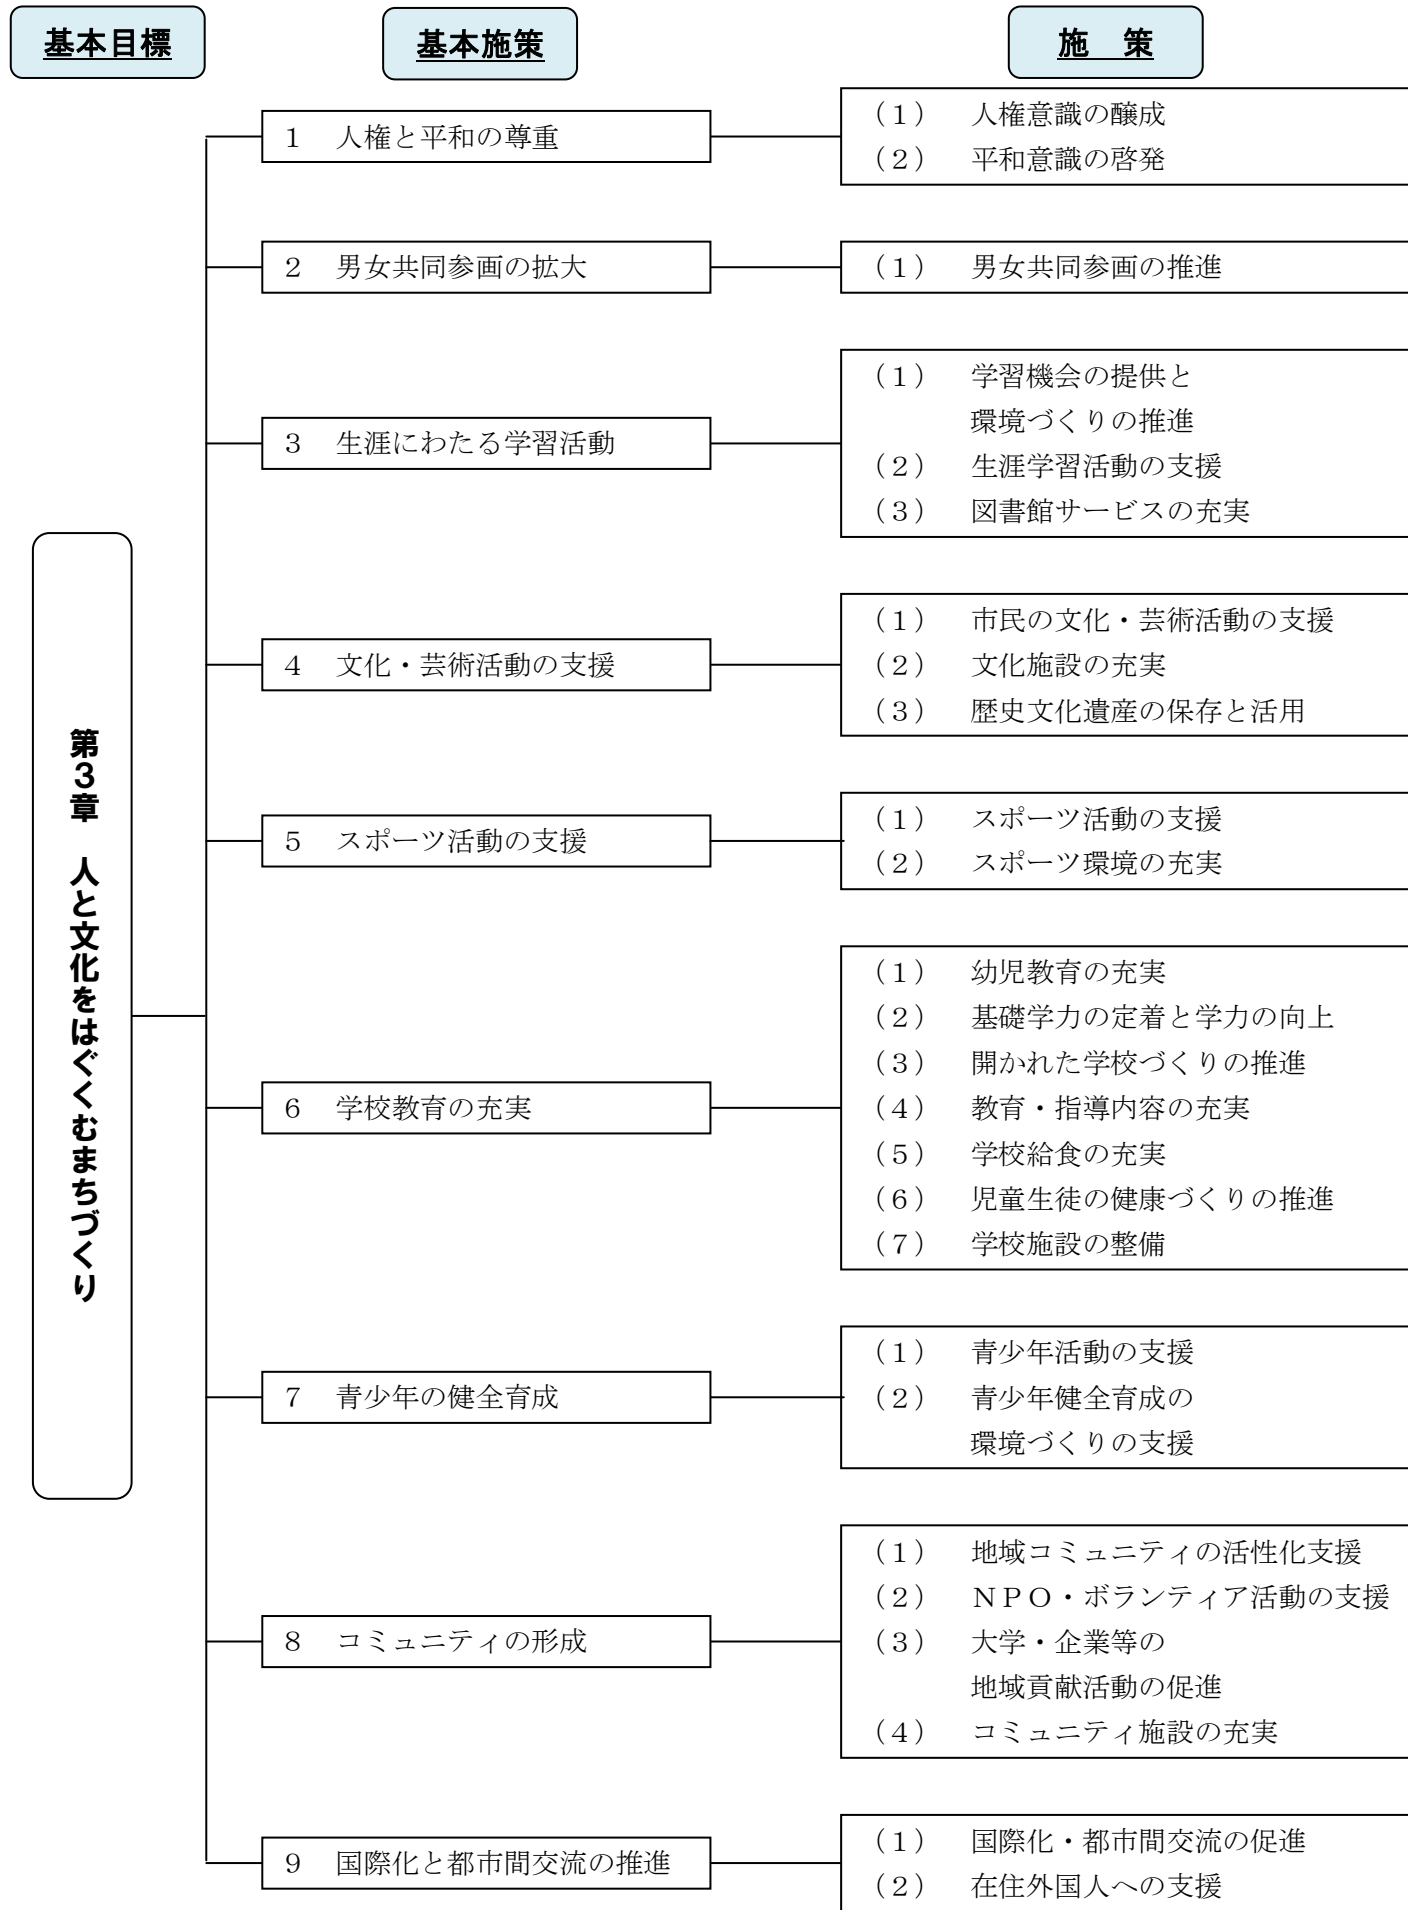 基本目標
基本施策
施　策
第３章　人と文化をはぐくむまちづくり
１　人権と平和の尊重
（１）　人権意識の醸成
（２）　平和意識の啓発
２　男女共同参画の拡大
（１）　男女共同参画の推進
３　生涯にわたる学習活動
（１）　学習機会の提供と
環境づくりの推進
（２）　生涯学習活動の支援
（３）　図書館サービスの充実
４　文化・芸術活動の支援
（１）　市民の文化・芸術活動の支援
（２）　文化施設の充実
（３）　歴史文化遺産の保存と活用
５　スポーツ活動の支援
（１）　スポーツ活動の支援
（２）　スポーツ環境の充実
６　学校教育の充実
（１）　幼児教育の充実
（２）　基礎学力の定着と学力の向上
（３）　開かれた学校づくりの推進
（４）　教育・指導内容の充実
（５）　学校給食の充実
（６）　児童生徒の健康づくりの推進
（７）　学校施設の整備
７　青少年の健全育成
（１）　青少年活動の支援
（２）　青少年健全育成の
環境づくりの支援
８　コミュニティの形成
（１）　地域コミュニティの活性化支援
（２）　ＮＰＯ・ボランティア活動の支援
（３）　大学・企業等の
地域貢献活動の促進
（４）　コミュニティ施設の充実
９　国際化と都市間交流の推進
（１）　国際化・都市間交流の促進
（２）　在住外国人への支援